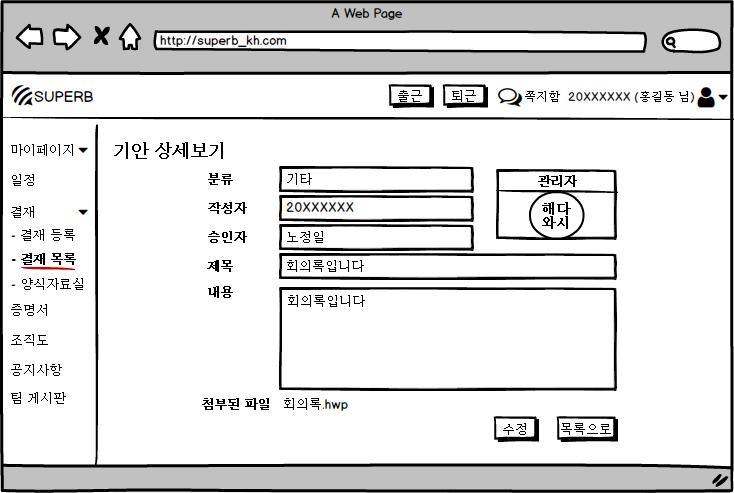 A Web Page
http://superb_kh.com
SUPERB
출근
퇴근
쪽지함
20XXXXXX (홍길동 님)
마이페이지
일정
결재
- 결재 등록
- 결재 목록
- 양식자료실
증명서
조직도
공지사항
팀 게시판
기안 상세보기
분류
기타
작성자
20XXXXXX
승인자
노정일
제목
회의록입니다
내용
회의록입니다
첨부된 파일
회의록.hwp
관리자
해다
와시
수정
목록으로